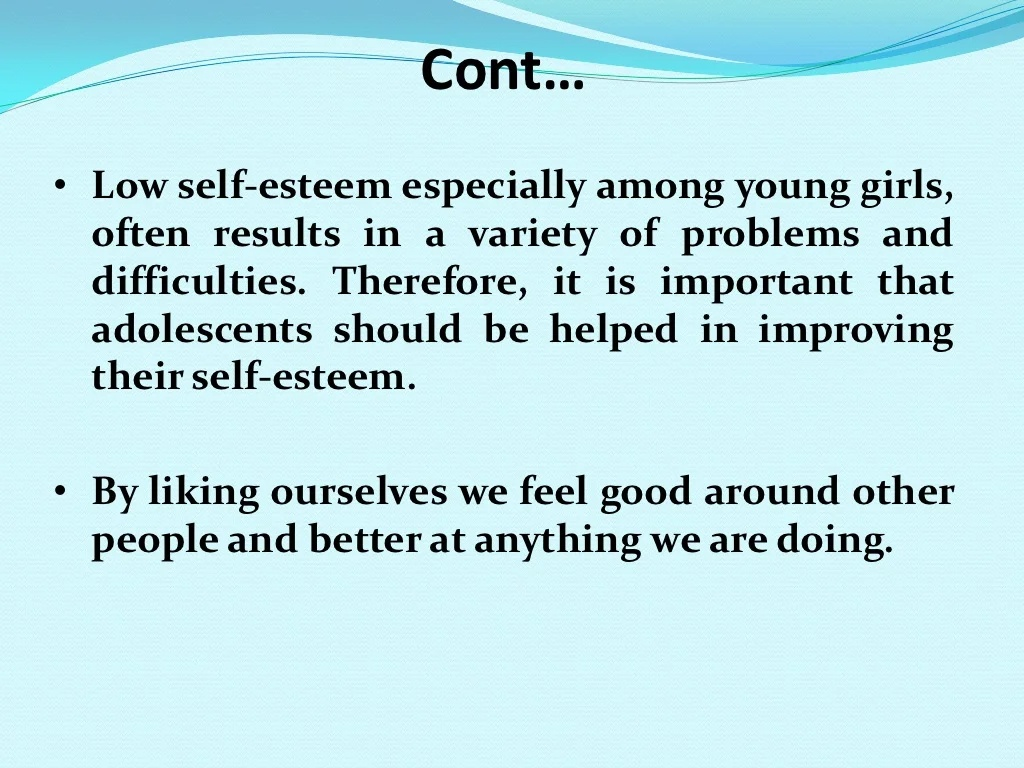 Cont…
• Low self-esteem especially among young girls,
often results in a variety of problems and
difficulties. Therefore, it is important that
adolescents should be helped in improving
their self-esteem.
• By liking ourselves we feel good around other
people and better at anything we are doing.